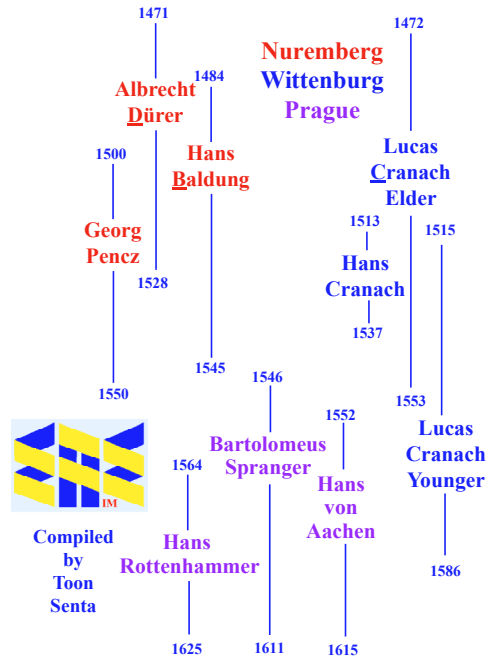 1471
Albrecht
Dürer
1528
1484
Hans
Baldung
1545
1500
Georg
Pencz
1550
Nuremberg
Wittenburg
Prague
1472
Lucas
Cranach
Elder
1553
1513
Hans
Cranach
1537
1515
Lucas
Cranach
Younger
1586
1546
Bartolomeus
Spranger
1611
1552
Hans
von
Aachen
1615
1564
Hans
Rottenhammer
1625
IM
Compiled
by
Toon
Senta